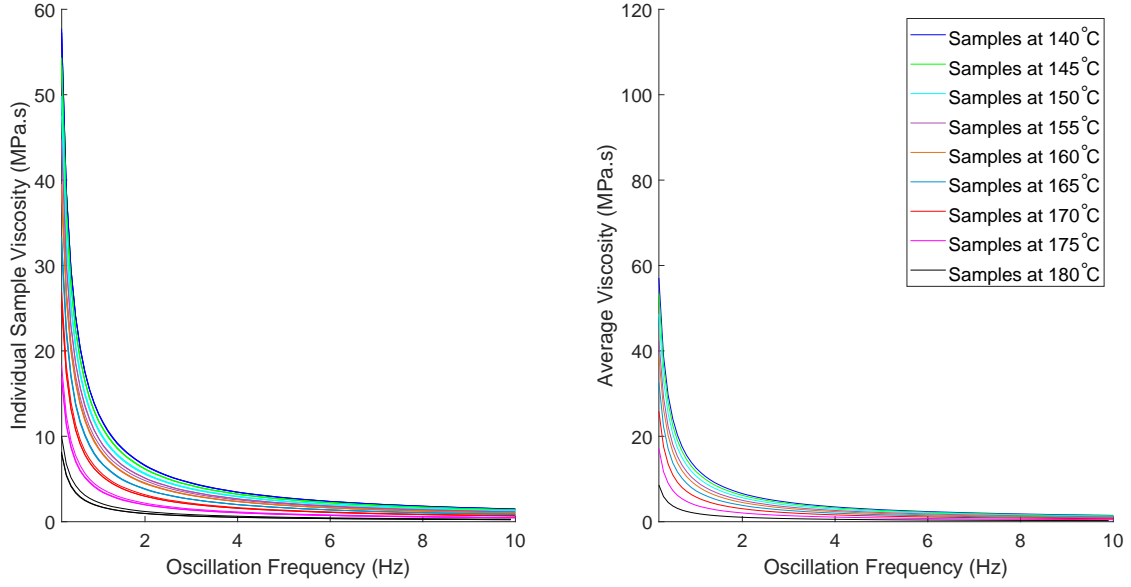 60
50
40
30
20
10
0
2
4
6
8
10
Individual Sample Viscosity (MPa.s)
Oscillation Frequency (Hz)
120
100
80
60
40
20
0
2
4
6
8
10
Average Viscosity (MPa.s)
Oscillation Frequency (Hz)
Samples at 140°C
Samples at 145°C
Samples at 150°C
Samples at 155°C
Samples at 160°C
Samples at 165°C
Samples at 170°C
Samples at 175°C
Samples at 180°C